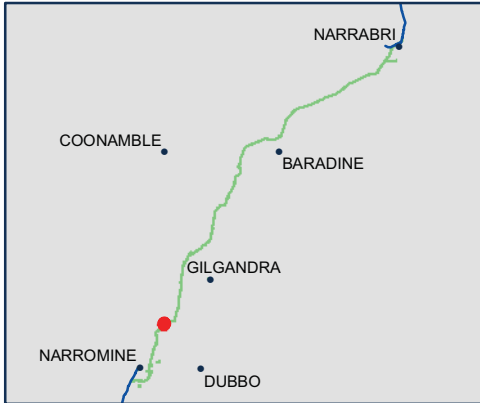 NARRABRI
COONAMBLE
BARADINE
GILGANDRA
NARROMINE
DUBBO